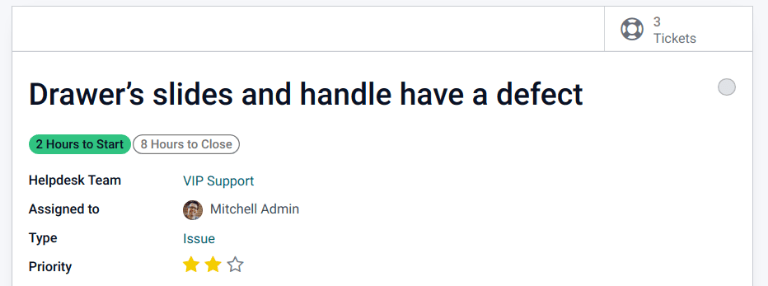 3
Tickets
Drawer’s slides and handle have a defect
2 Hours to Start 8 Hours to Close
Helpdesk Team VIP Support
Assigned to Mitchell Admin
Type Issue
Priority